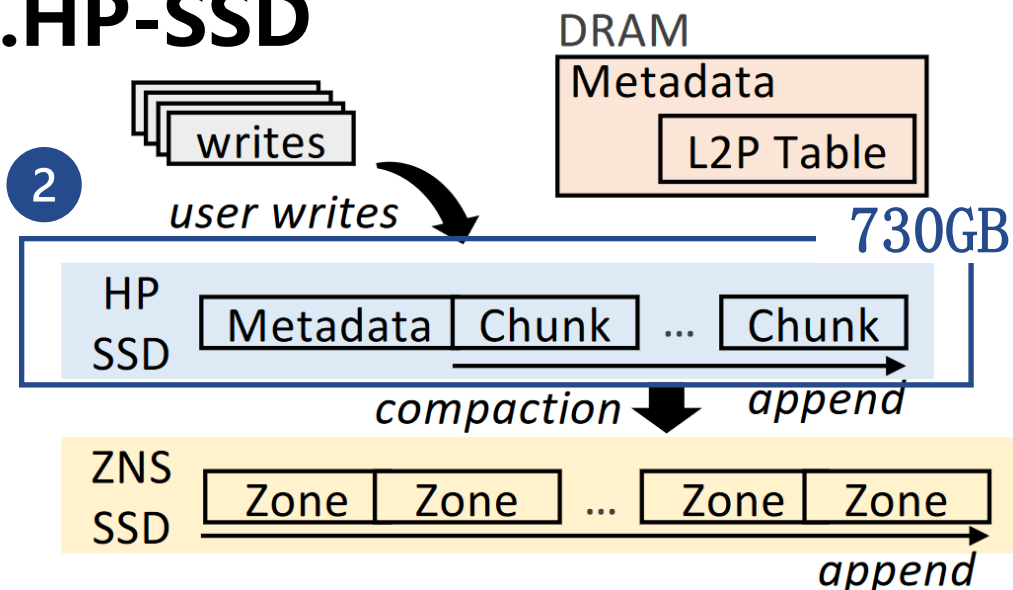 .HP-SSD
DRAM
Metadata
L2P Table
writes
2
user writes
730GB
HP
SSD
Metadata
Chunk
...
Chunk
append
compaction
ZNS
SSD
Zone
Zone
...
Zone
Zone
append